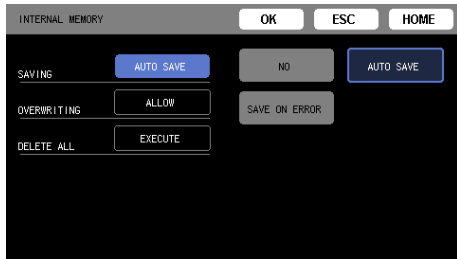 INTERNAL MEMORY OK ESC HOME
SAVING AUTO SAVE NO AUTO SAVE
OVERWRITING ALLOW SAVE ON ERROR
DELETE ALL EXECUTE